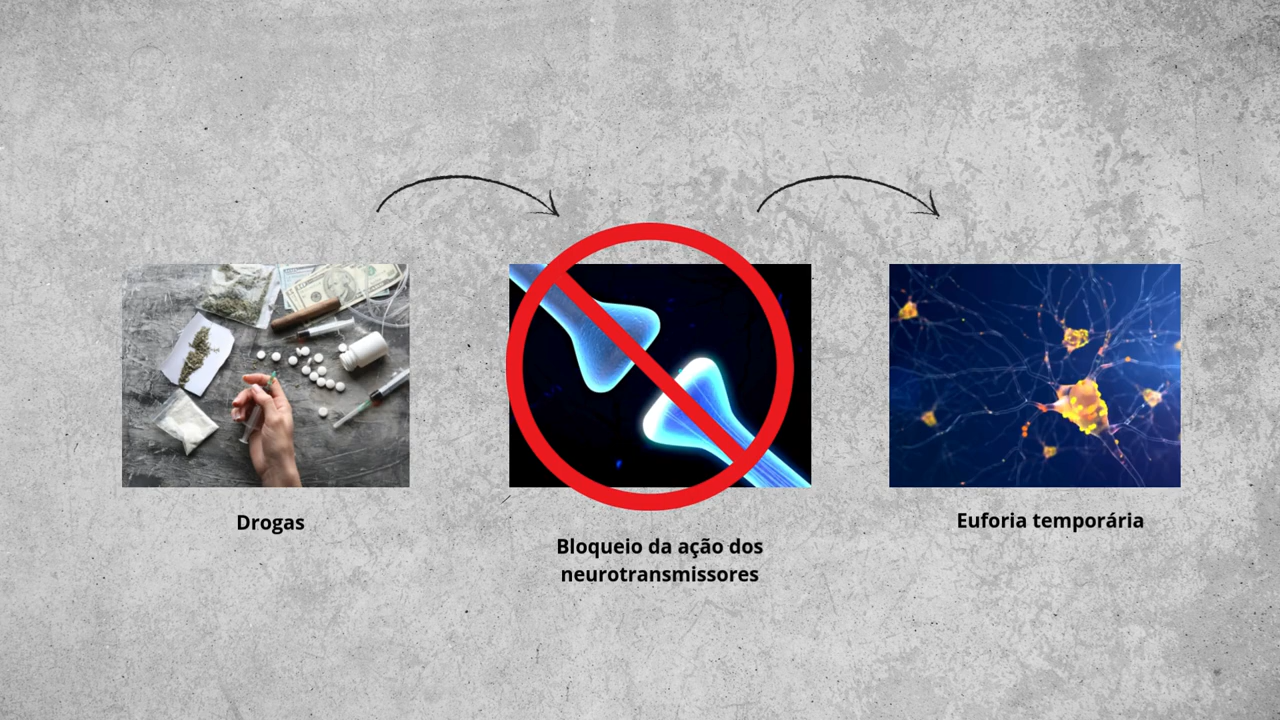 Drogas
Bloqueio da ação dos
neurotransmissores
Euforia temporária